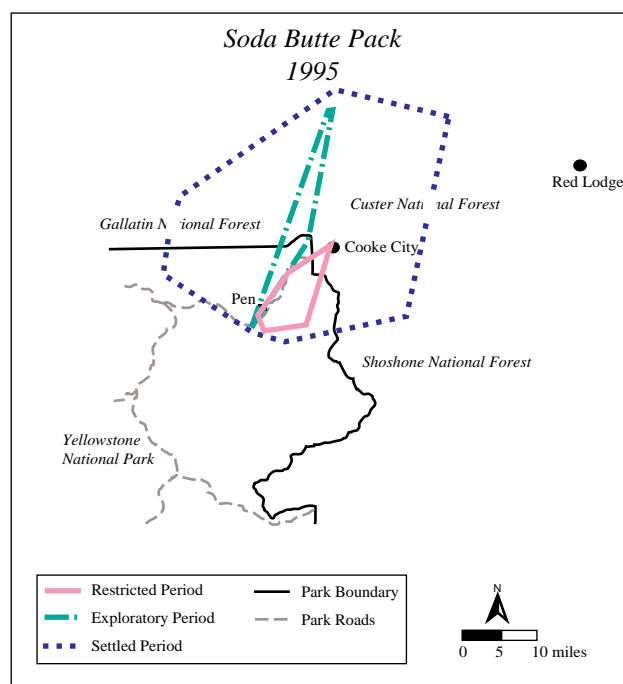 Soda Butte Pack
1995
Red Lodge
Custer National Forest
Gallatin National Forest
Cooke City
Pen
Shoshone National Forest
Yellowstone
National Park
Restricted Period
Exploratory Period
Settled Period
Park Boundary
Park Roads
N
0 5 10 miles